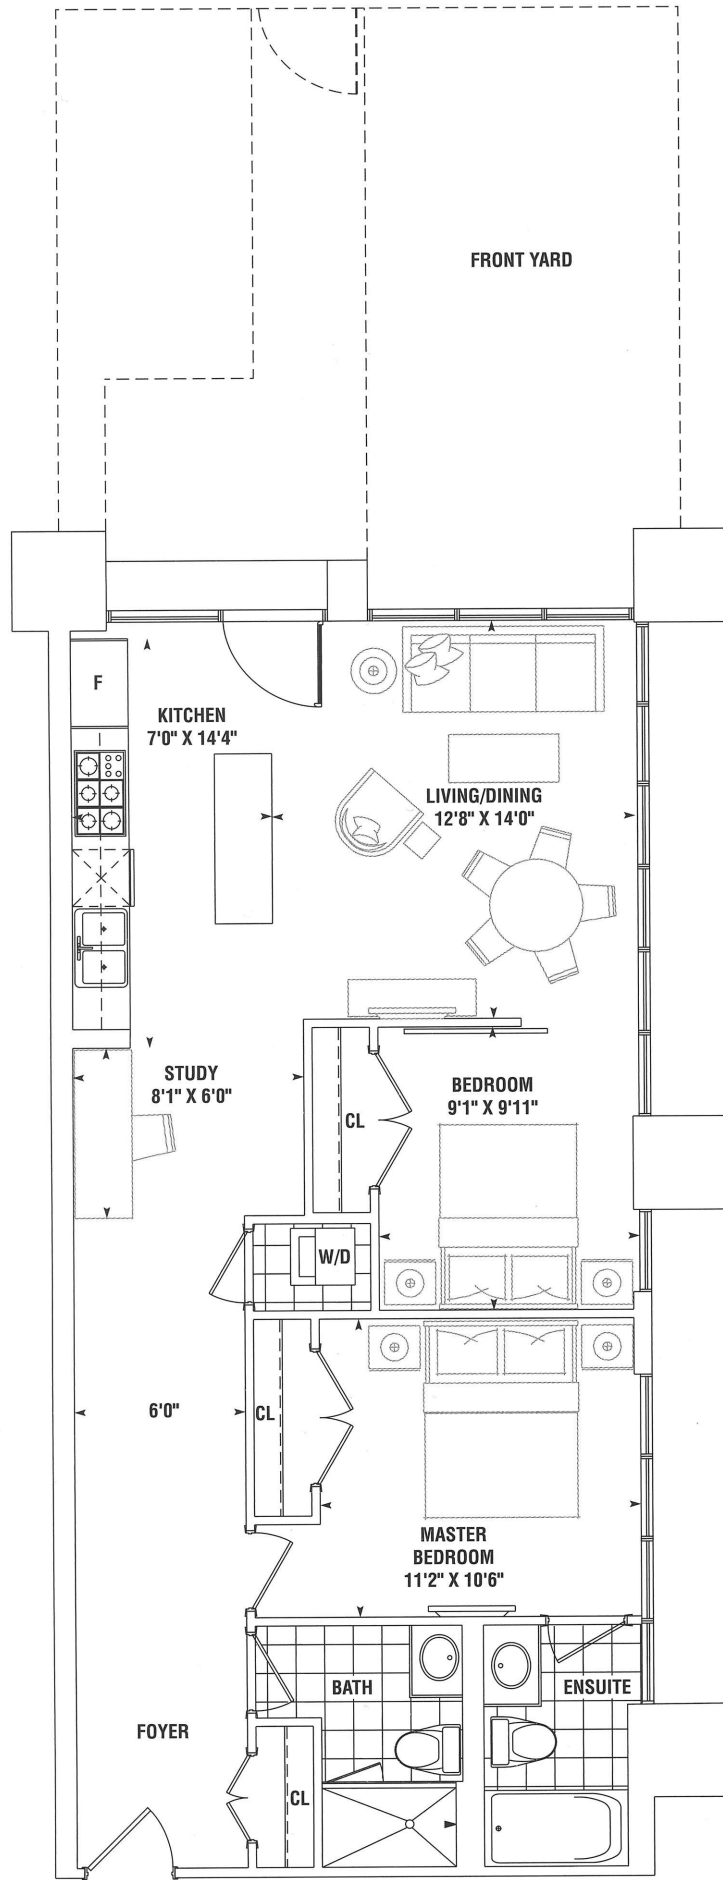 FRONT YARD
F
KITCHEN
7'0" X 14'4"
LIVING/DINING
12'8" X 14'0"
STUDY
8'1" X 6'0"
BEDROOM
9'1" X 9'11"
CL
W/D
6'0"
CL
MASTER
BEDROOM
11'2" X 10'6"
BATH
ENSUITE
FOYER
CL